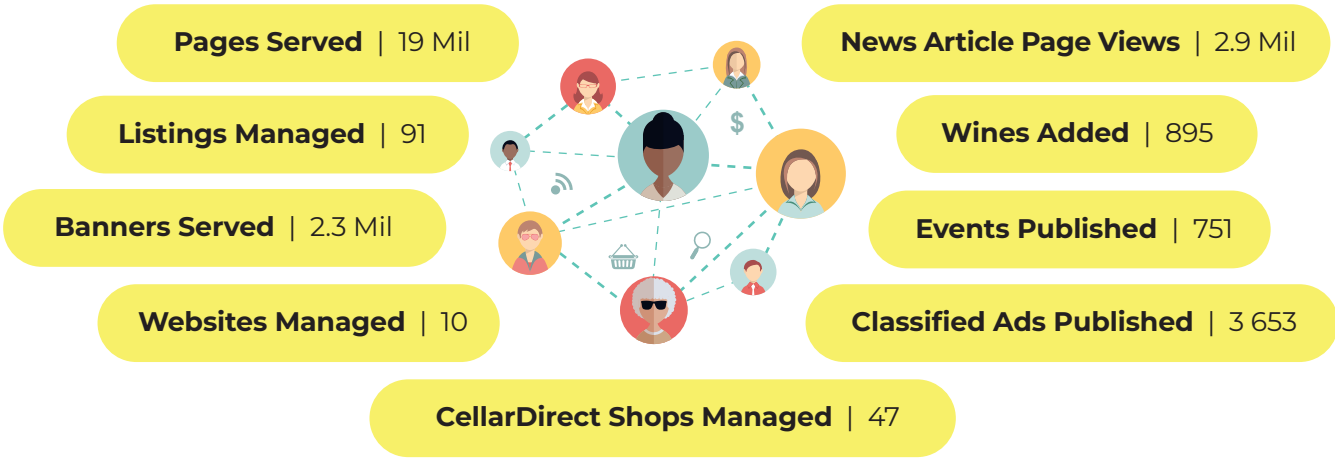 Pages Served | 19 Mil
News Article Page Views | 2.9 Mil
Listings Managed | 91
Wines Added | 895
Banners Served | 2.3 Mil
Events Published | 751
Websites Managed | 10
Classified Ads Published | 3 653
CellarDirect Shops Managed | 47
$